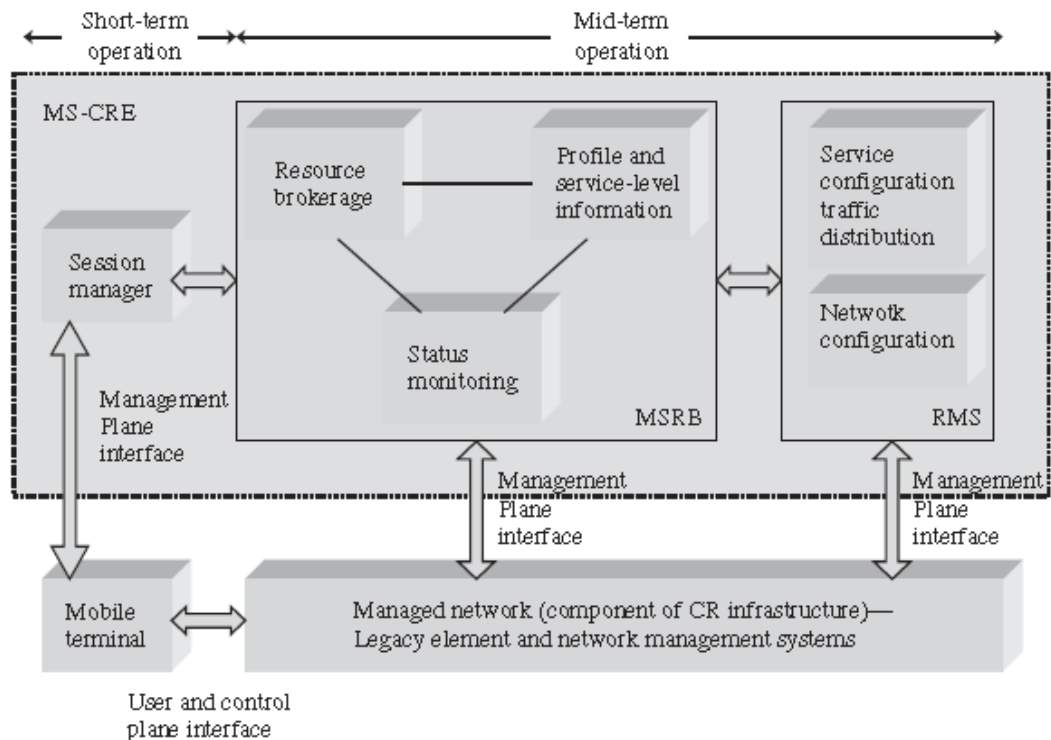 Short-term
operation
Mid-term
operation
MS-CRE
Resource
brokerage
Profile and
service-level
information
Service
configuration
traffic
distribution
Session
manager
Status
monitoring
Netwotk
configuration
MSRB
RMS
Management
Plane
interface
Management
Plane
interface
Management
Plane
interface
Mobile
terminal
Managed network (component of CR infrastructure)—
Legacy element and network management systems
User and control
plane interface